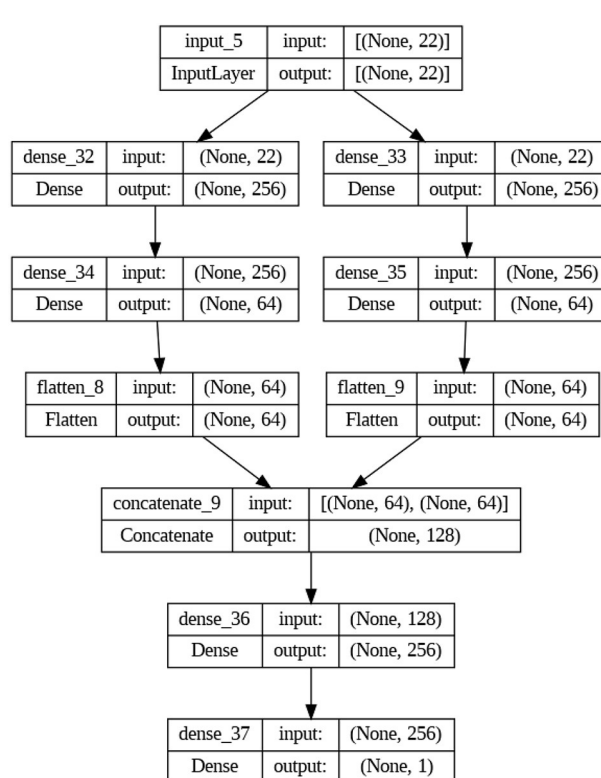 input_5 input: [(None, 22)]
InputLayer output: [(None, 22)]
dense_32 input: (None, 22)
Dense output: (None, 256)
dense_33 input: (None, 22)
Dense output: (None, 256)
dense_34 input: (None, 256)
Dense output: (None, 64)
dense_35 input: (None, 256)
Dense output: (None, 64)
flatten_8 input: (None, 64)
Flatten output: (None, 64)
flatten_9 input: (None, 64)
Flatten output: (None, 64)
concatenate_9 input: [(None, 64), (None, 64)]
Concatenate output: (None, 128)
dense_36 input: (None, 128)
Dense output: (None, 256)
dense_37 input: (None, 256)
Dense output: (None, 1)